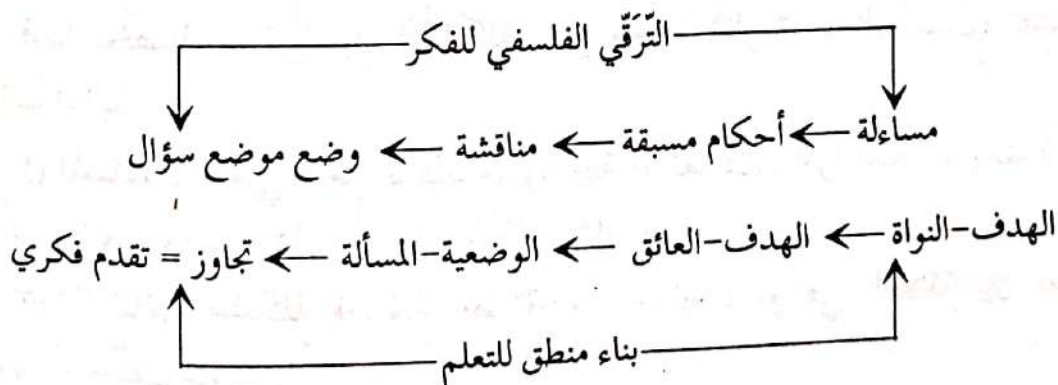 التّرَقّي الفلسفي للفكر
مساءلة ← أحكام مسبقة ← مناقشة ← وضع موضع سؤال
الهدف-النواة ← الهدف-العائق ← الوضعية-المسألة ← تجاوز = تقدم فكري
بناء منطق للتعلم